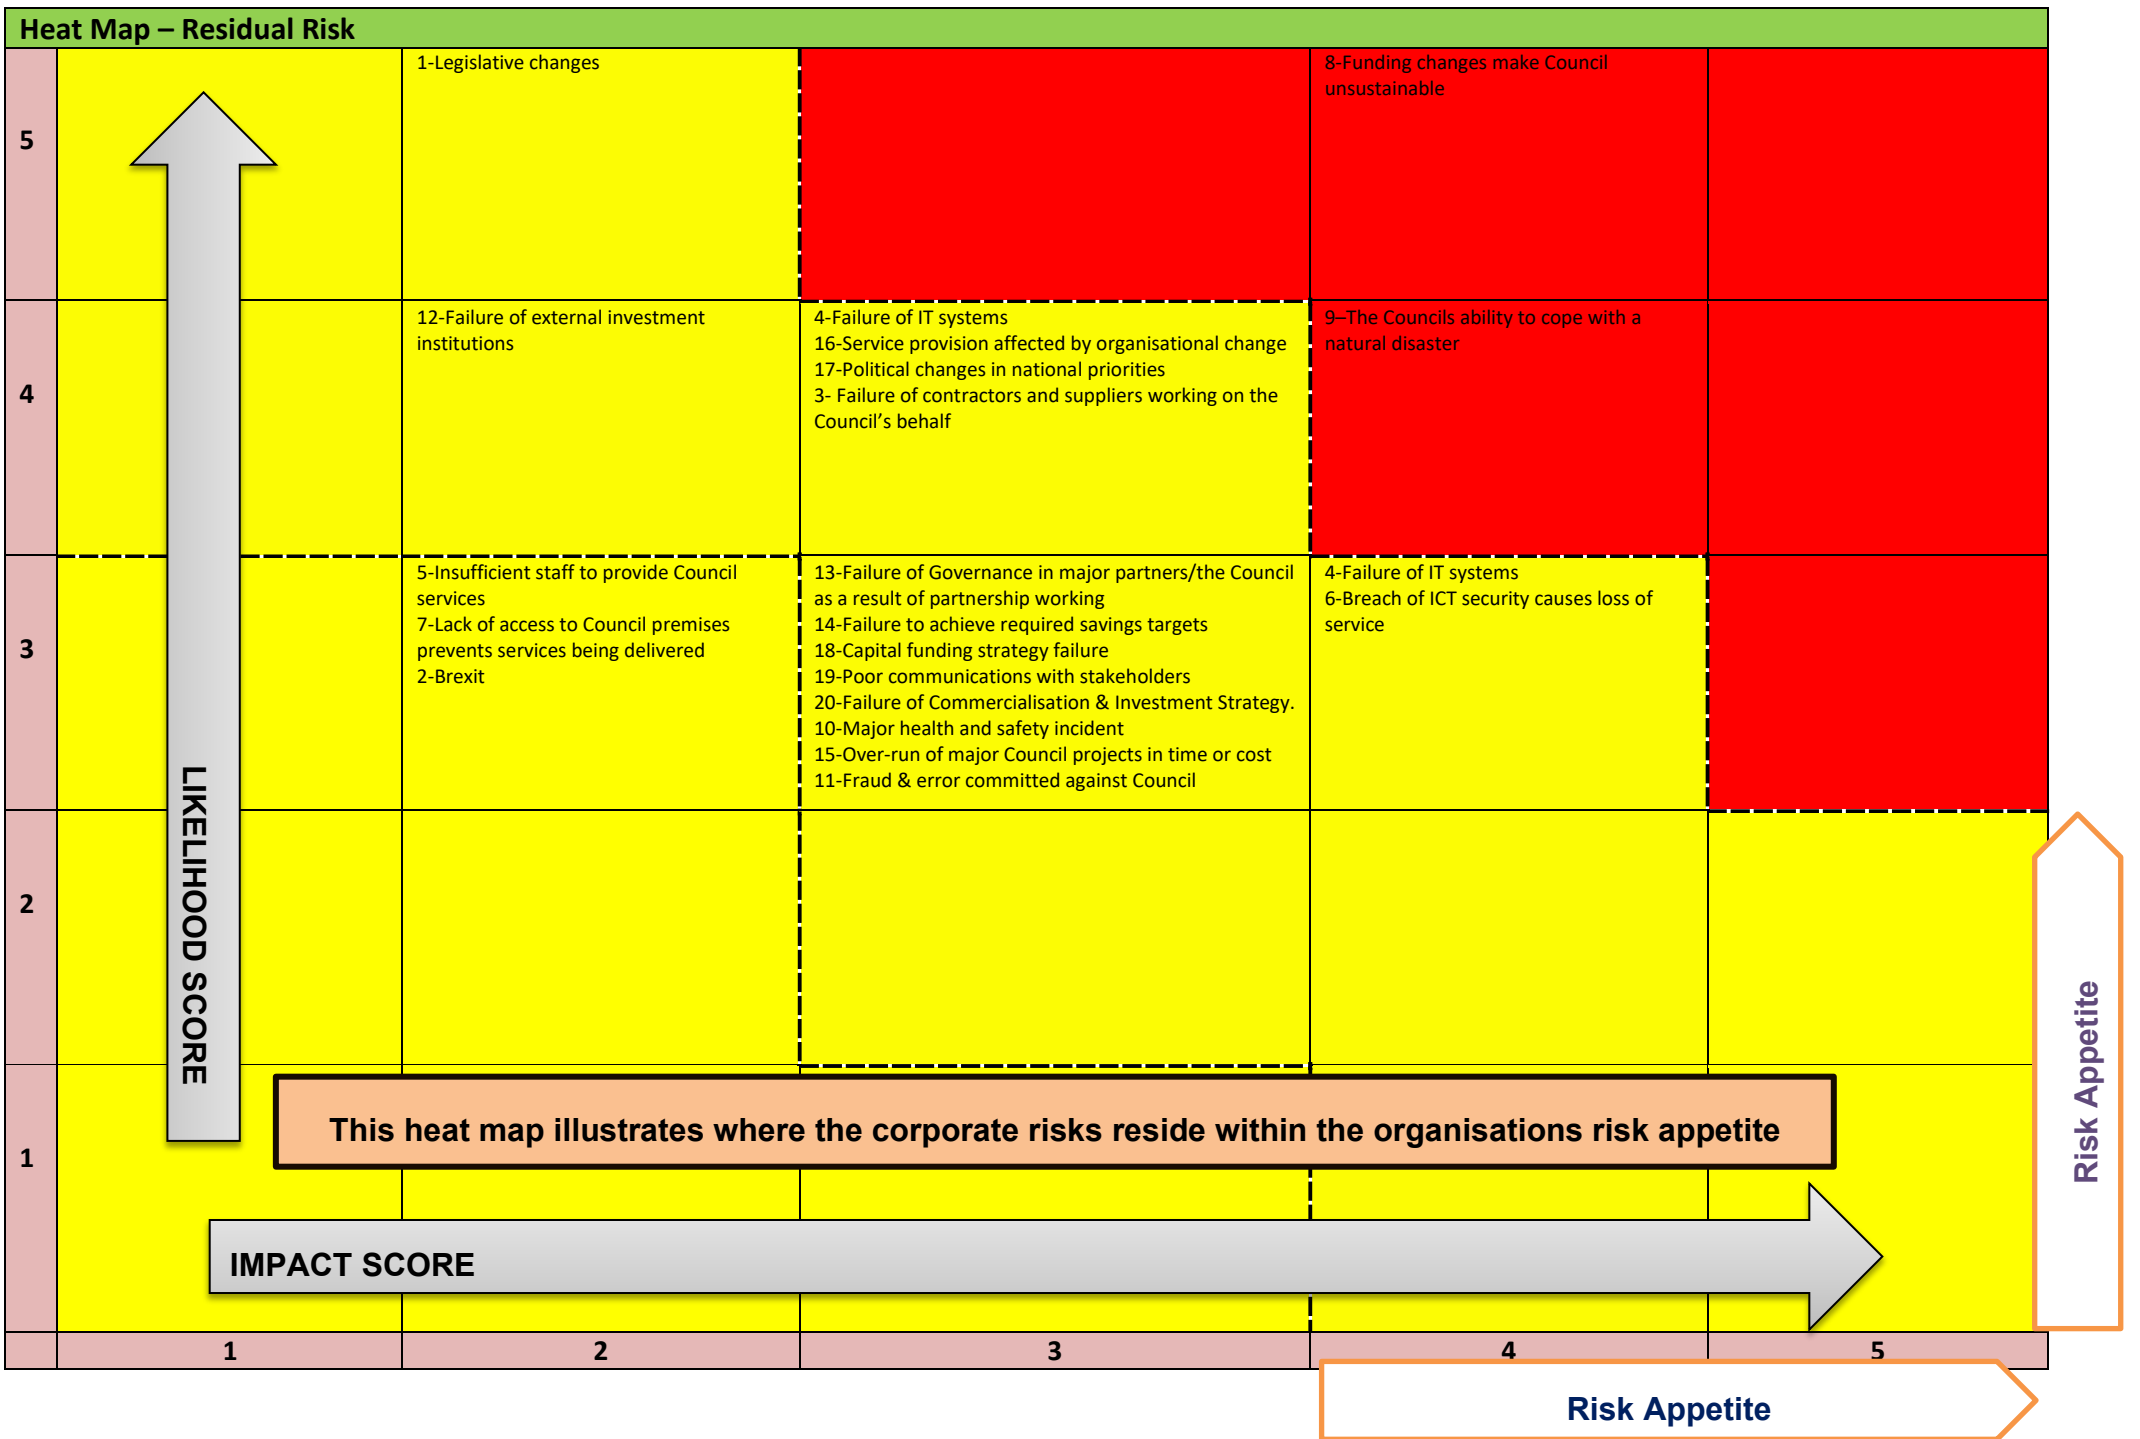 Heat Map – Residual Risk
5
1-Legislative changes
8-Funding changes make Council
unsustainable
4
12-Failure of external investment
institutions
4-Failure of IT systems
16-Service provision affected by organisational change
17-Political changes in national priorities
3- Failure of contractors and suppliers working on the
Council’s behalf
9–The Councils ability to cope with a
natural disaster
3
5-Insufficient staff to provide Council
services
7-Lack of access to Council premises
prevents services being delivered
2-Brexit
13-Failure of Governance in major partners/the Council
as a result of partnership working
14-Failure to achieve required savings targets
18-Capital funding strategy failure
19-Poor communications with stakeholders
20-Failure of Commercialisation & Investment Strategy.
10-Major health and safety incident
15-Over-run of major Council projects in time or cost
11-Fraud & error committed against Council
4-Failure of IT systems
6-Breach of ICT security causes loss of
service
LIKELIHOOD SCORE
2
Risk Appetite
1
This heat map illustrates where the corporate risks reside within the organisations risk appetite
IMPACT SCORE
1
2
3
4
5
Risk Appetite